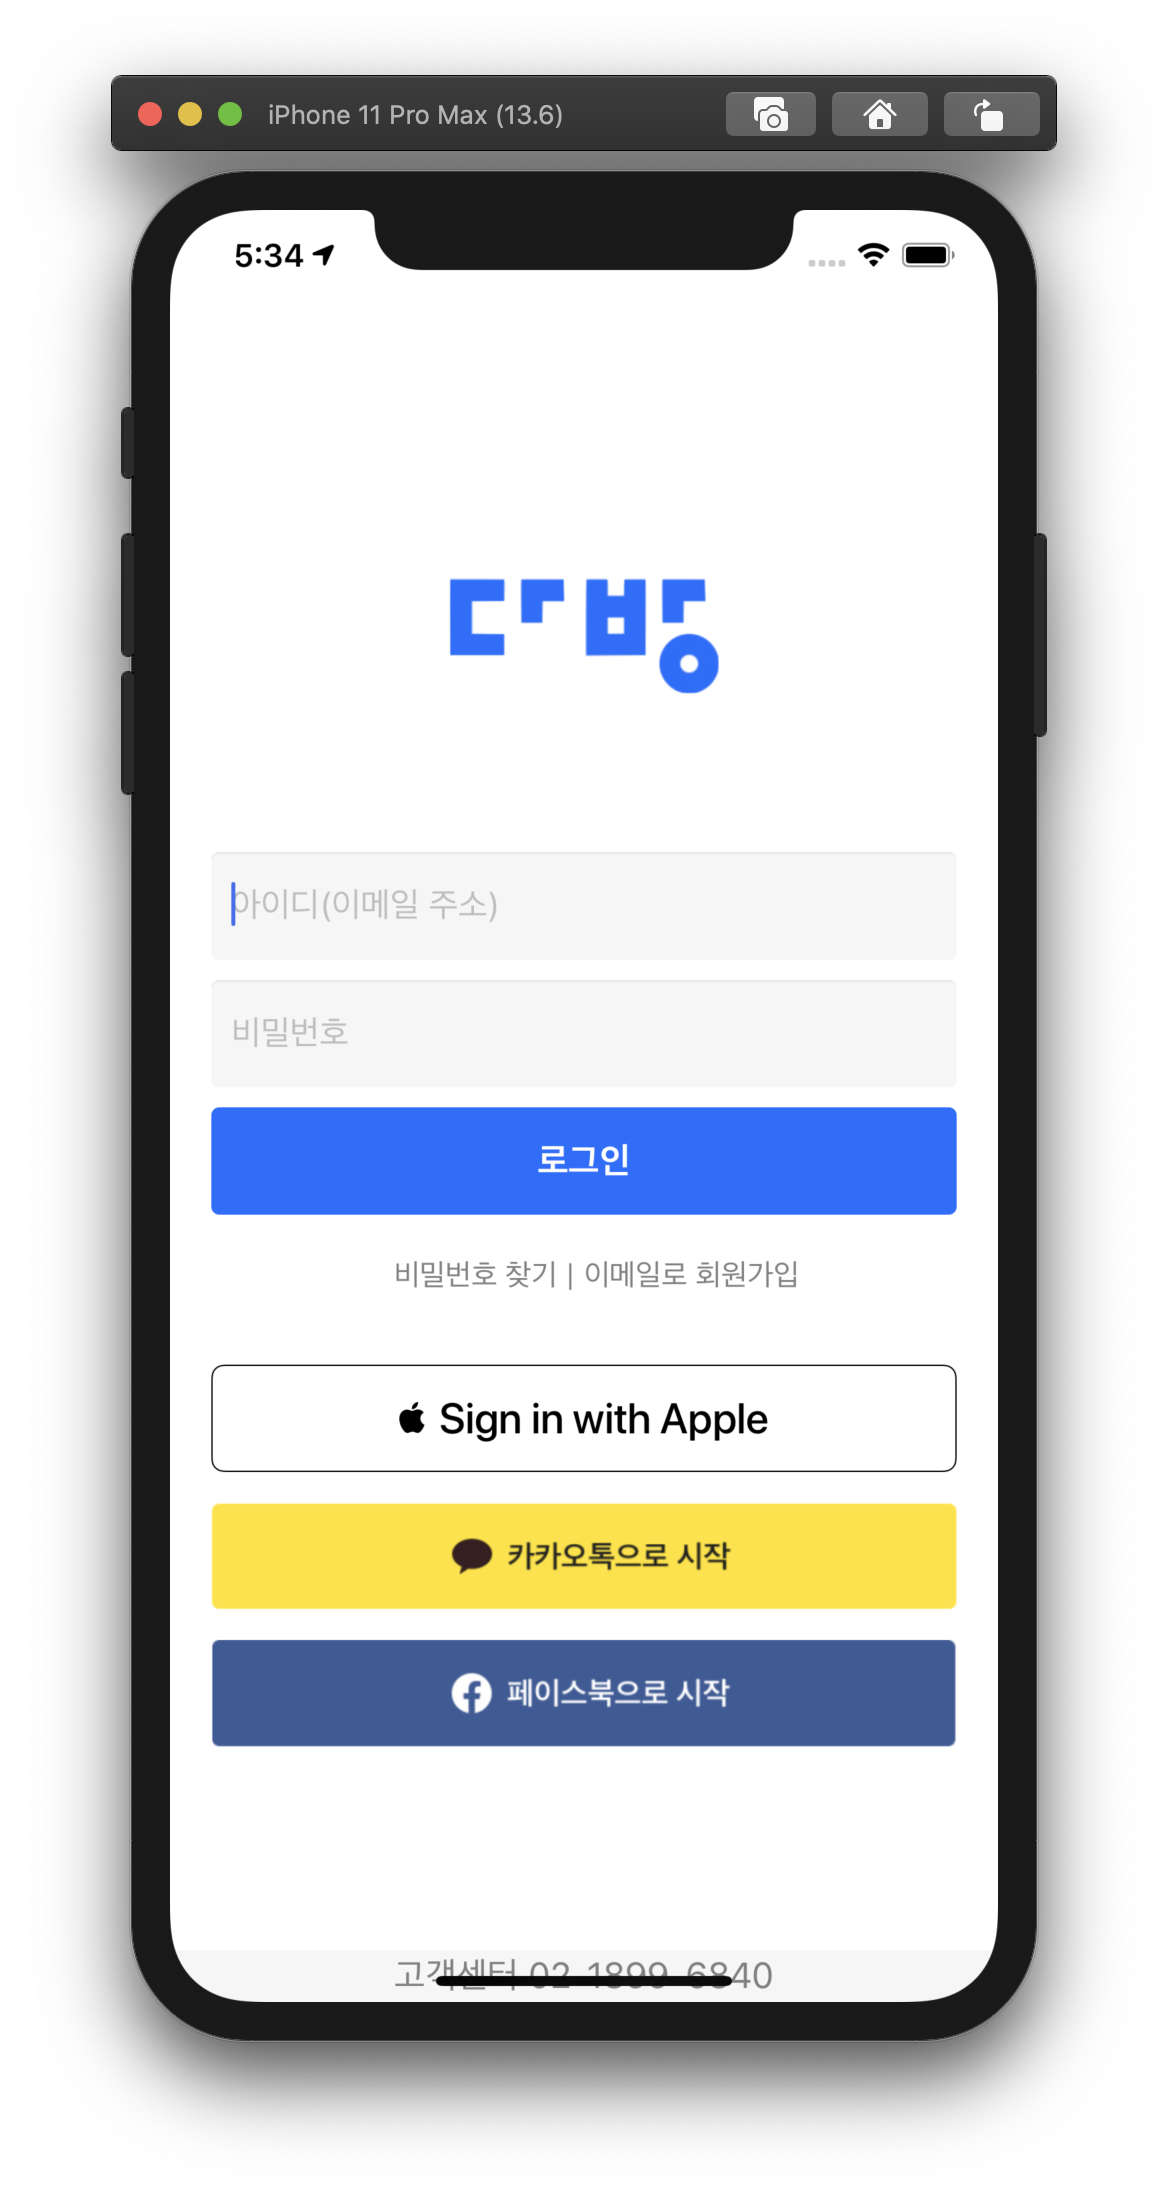 iPhone 11 Pro Max (13.6)
5:34
다방
아이디(이메일 주소)
비밀번호
로그인
비밀번호 찾기 | 이메일로 회원가입
Sign in with Apple
카카오톡으로 시작
페이스북으로 시작
고객센터 02-1899-6840